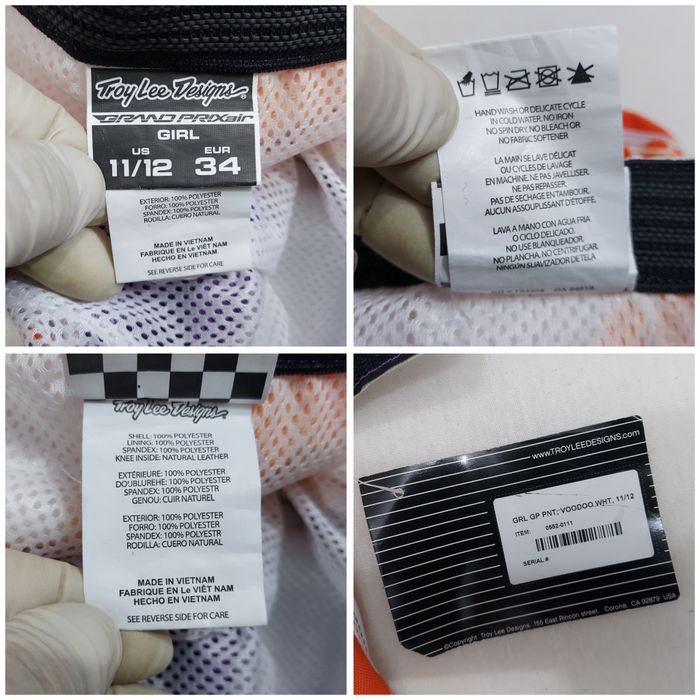 Troy Lee Designs
GRAND PRIXair
GIRL
US EUR
11/12 34
EXTERIOR: 100% POLYESTER
FORRO: 100% POLYESTER
SPANDEX: 100% POLYESTER
RODILLA: CUERO NATURAL
MADE IN VIETNAM
FABRIQUE EN Le VIÊT NAM
HECHO EN VIETNAM
SEE REVERSE SIDE FOR CARE
HAND WASH OR DELICATE CYCLE
IN COLD WATER. NO IRON
NO SPIN DRY. NO BLEACH OR
NO FABRIC SOFTENER
LA MAIN SE LAVE DÉLICAT
OU CYCLES DE LAVAGE
EN MACHINE. NE PAS JAVELLISER.
NE PAS REPASSER.
PAS DE SECHAGE EN TAMBOUR.
AUCUN ASSOUPLISSANT D'ÉTOFFE.
LAVA A MANO CON AGUA FRIA
O CICLO DELICADO.
NO USE BLANQUEADOR.
NO PLANCHA, NO CENTRIFUGAR.
NINGÚN SUAVIZADOR DE TELA
Troy Lee Designs
SHELL: 100% POLYESTER
LINING: 100% POLYESTER
SPANDEX: 100% POLYESTER
KNEE INSIDE: NATURAL LEATHER
EXTÉRIEURE: 100% POLYESTER
DOUBLUREHE: 100% POLYESTER
SPANDEX: 100% POLYESTER
GENOU: CUIR NATUREL
EXTERIOR: 100% POLYESTER
FORRO: 100% POLYESTER
SPANDEX: 100% POLYESTER
RODILLA: CUERO NATURAL
MADE IN VIETNAM
FABRIQUE EN Le VIÊT NAM
HECHO EN VIETNAM
SEE REVERSE SIDE FOR CARE
WWW.TROYLEEDESIGNS.COM
GRL GP PNT; VOODOO WHT, 11/12
ITEM: 0552-0111
SERIAL #
©Copyright Troy Lee Designs. 155 East Rincon street. Corona, CA 92879 USA